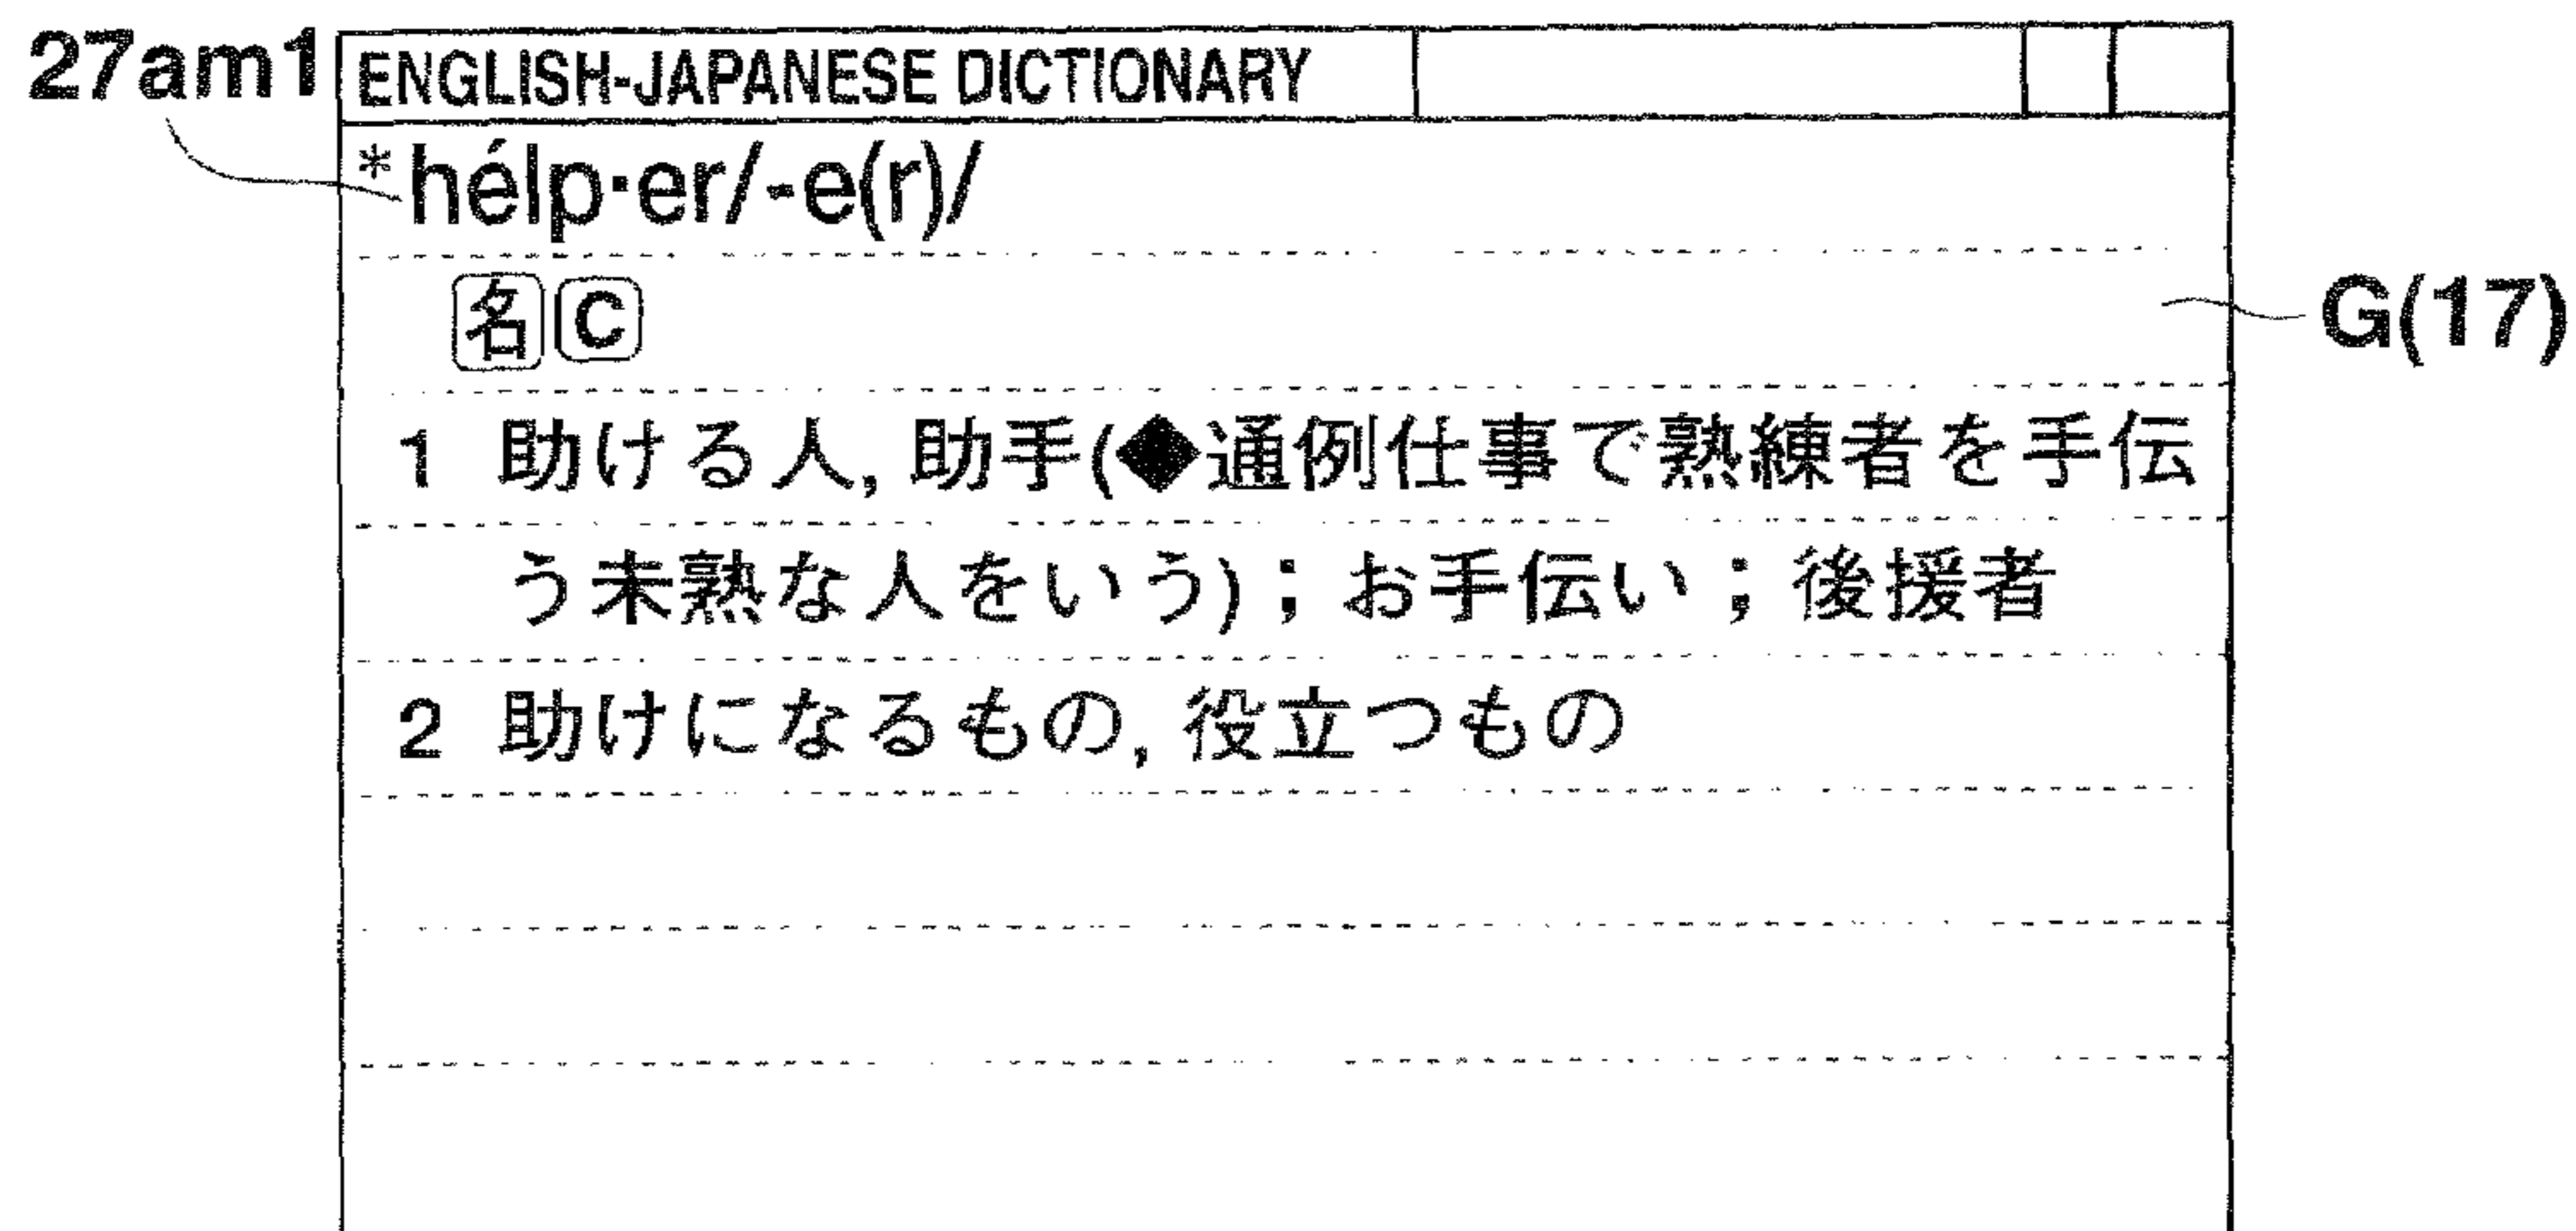 27am1
ENGLISH-JAPANESE DICTIONARY
*hélp·er/-e(r)/
名 C
G(17)
1 助ける人, 助手(◆通例仕事で熟練者を手伝
う未熟な人をいう)；お手伝い；後援者
2 助けになるもの, 役立つもの